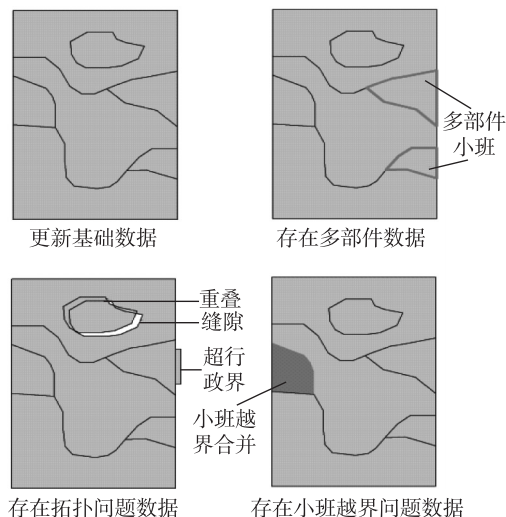 多部件
小班
更新基础数据
存在多部件数据
重叠
缝隙
超行
政界
小班越
界合并
存在拓扑问题数据
存在小班越界问题数据